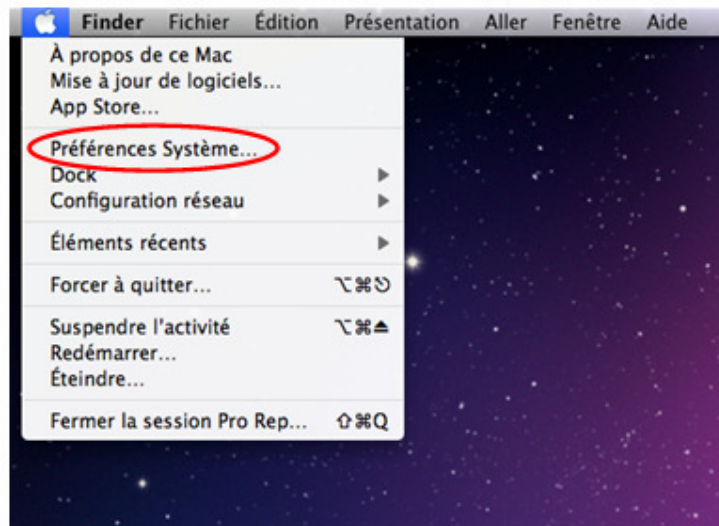 Finder Fichier Édition Présentation Aller Fenêtre Aide
À propos de ce Mac
Mise à jour de logiciels...
App Store...
Préférences Système...
Dock
Configuration réseau
Éléments récents
Forcer à quitter... ⌥⌘⎋
Suspendre l'activité ⌥⌘⏏
Redémarrer...
Éteindre...
Fermer la session Pro Rep... ⇧⌘Q